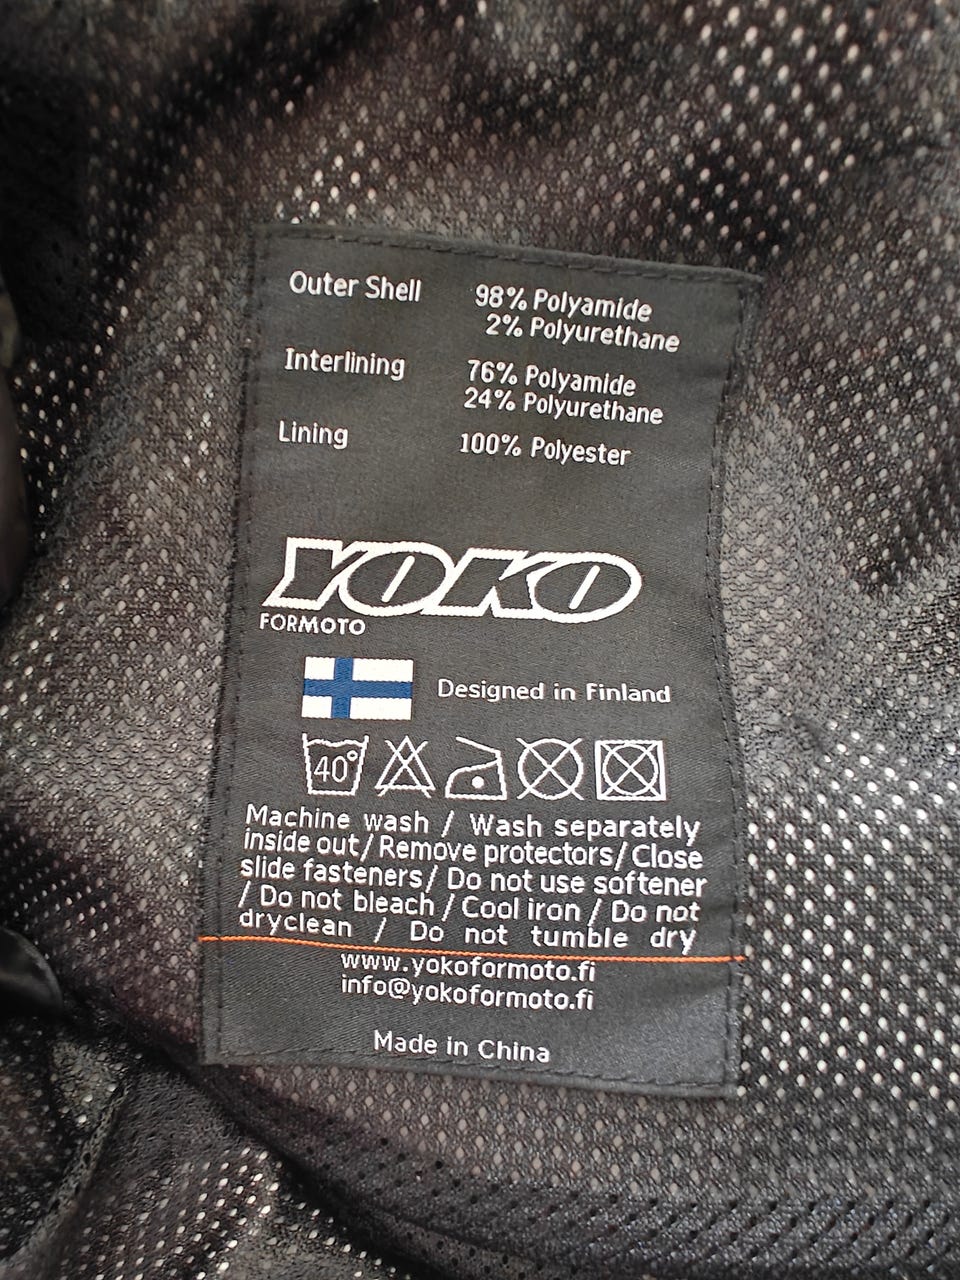 Outer Shell 98% Polyamide
2% Polyurethane
Interlining 76% Polyamide
24% Polyurethane
Lining 100% Polyester
YOKO
FORMOTO
Designed in Finland
40°
Machine wash / Wash separately
inside out/ Remove protectors/ Close
slide fasteners/ Do not use softener
/ Do not bleach / Cool iron / Do not
dryclean / Do not tumble dry
www.yokoformoto.fi
info@yokoformoto.fi
Made in China